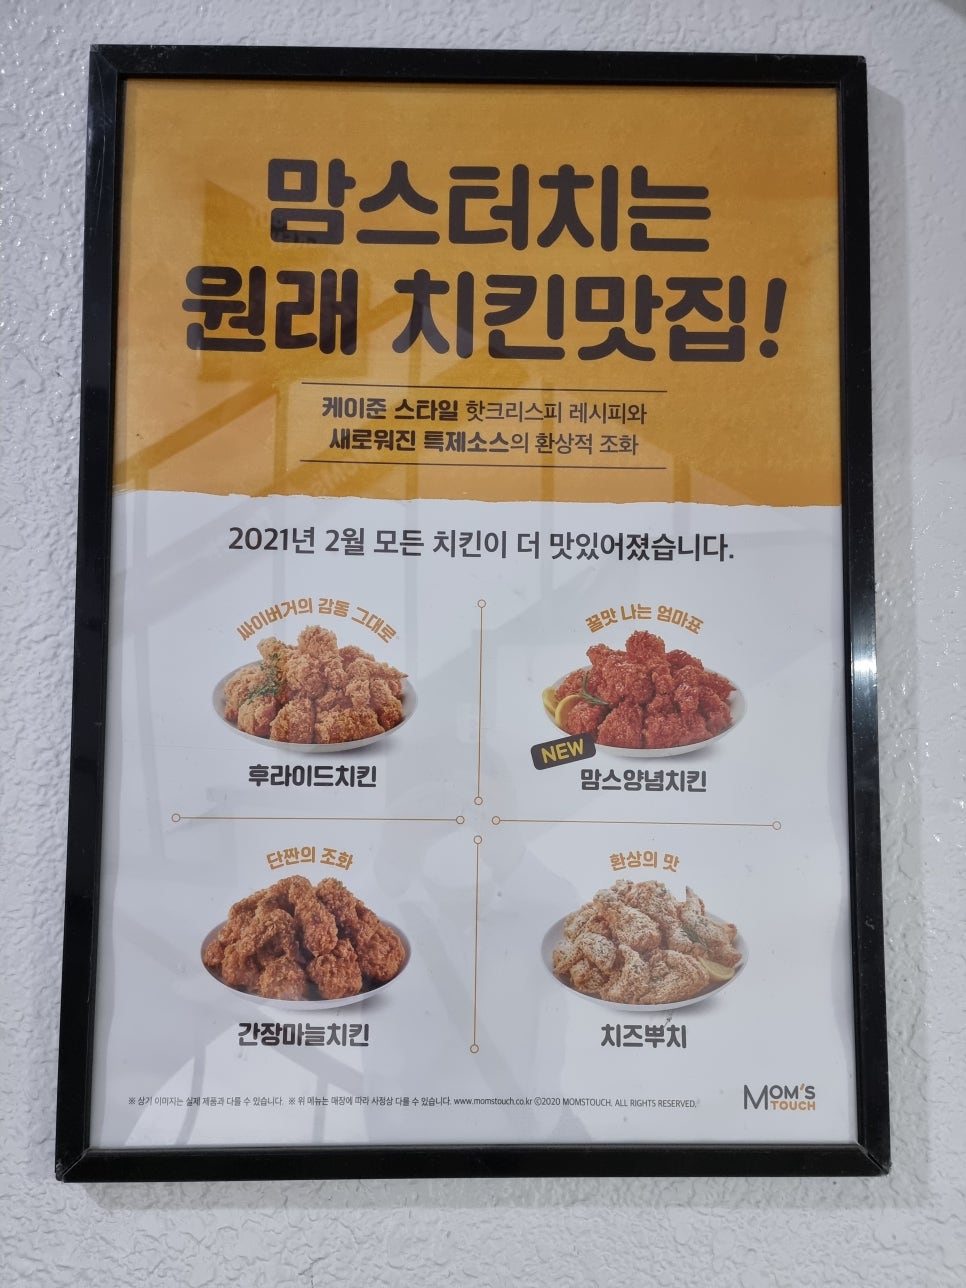 맘스터치는
원래 치킨맛집!
케이준 스타일 핫크리스피 레시피와
새로워진 특제소스의 환상적 조화
2021년 2월 모든 치킨이 더 맛있어졌습니다.
싸이버거의 감동 그대로
후라이드치킨
끌맛 나는 엄마표
NEW
맘스양념치킨
단짠의 조화
간장마늘치킨
환상의 맛
치즈뿌치
※ 상기 이미지는 실제 제품과 다를 수 있습니다. ※ 위 메뉴는 매장에 따라 사정상 다를 수 있습니다. www.momstouch.co.kr ©2020 MOMSTOUCH. ALL RIGHTS RESERVED.
MOM'S
TOUCH